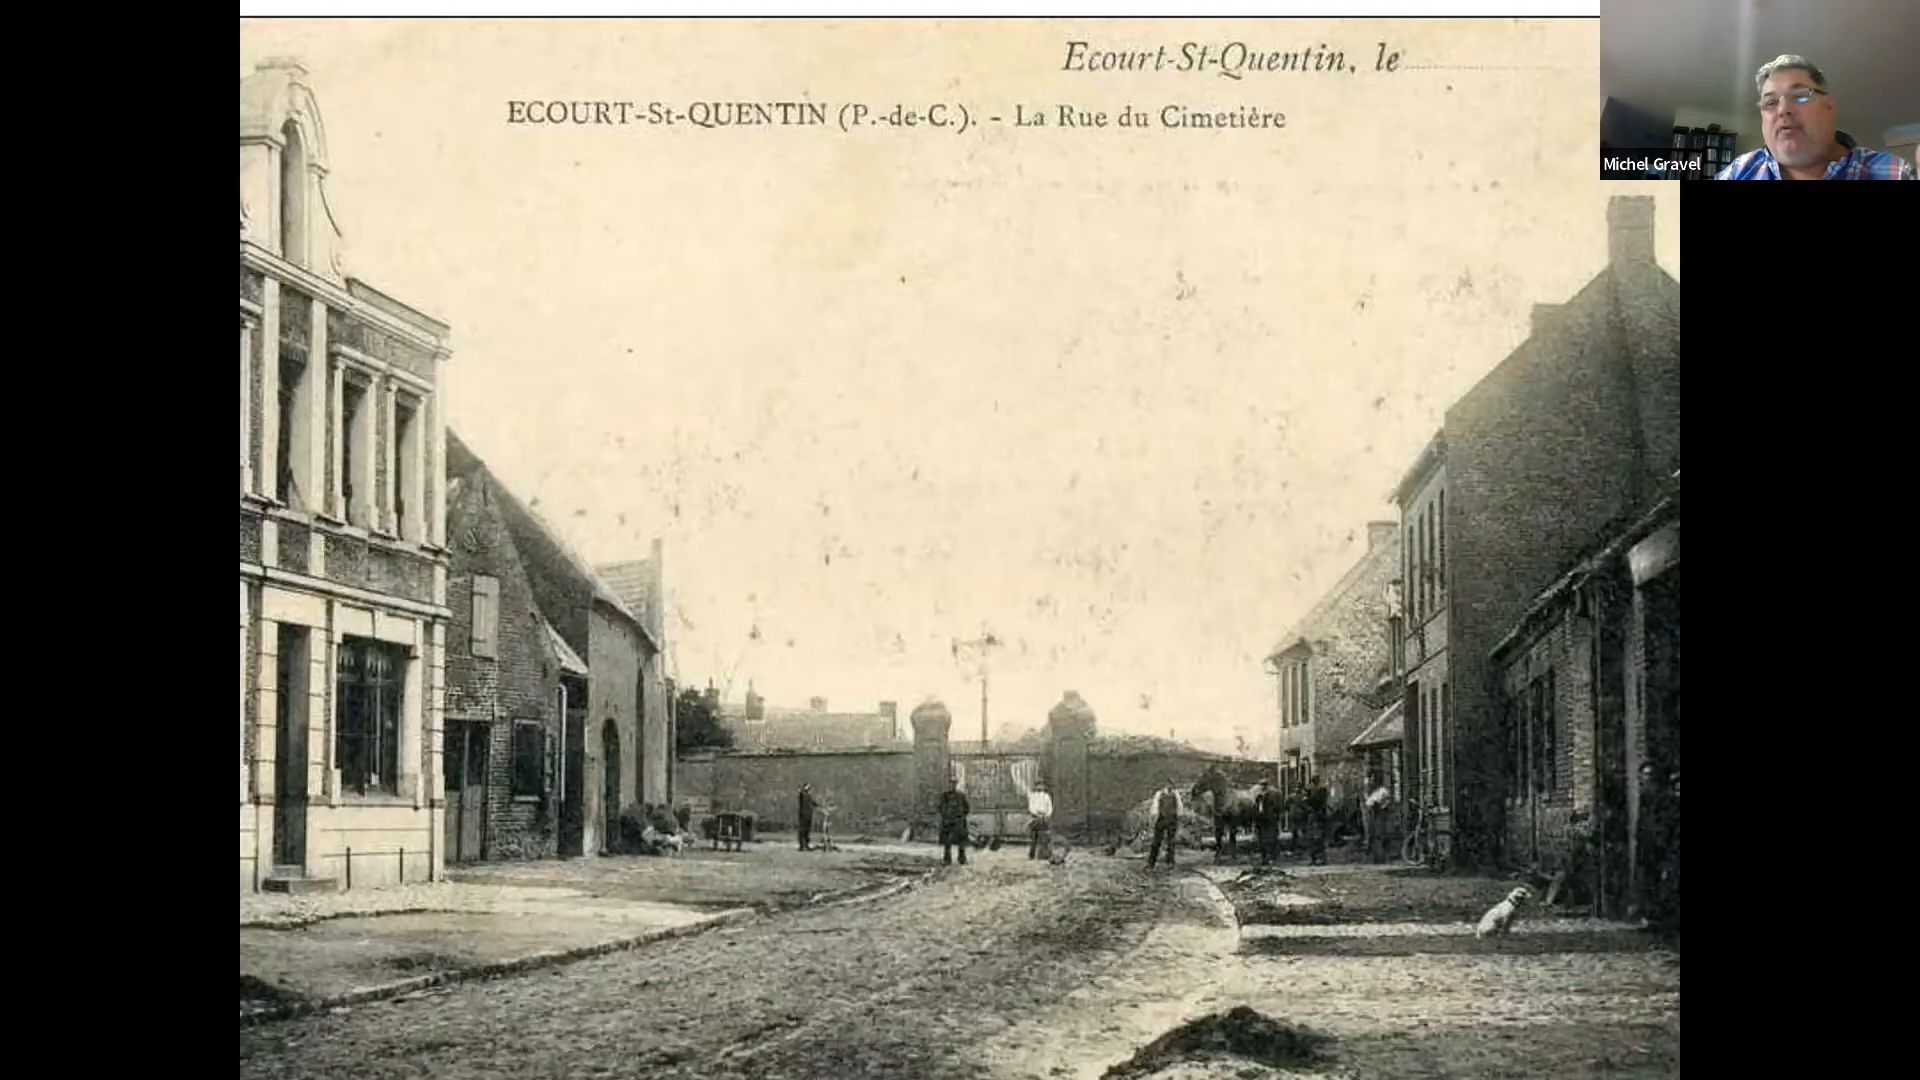 Ecourt-St-Quentin, le
ECOURT-St-QUENTIN (P.-de-C.). - La Rue du Cimetière
Michel Gravel